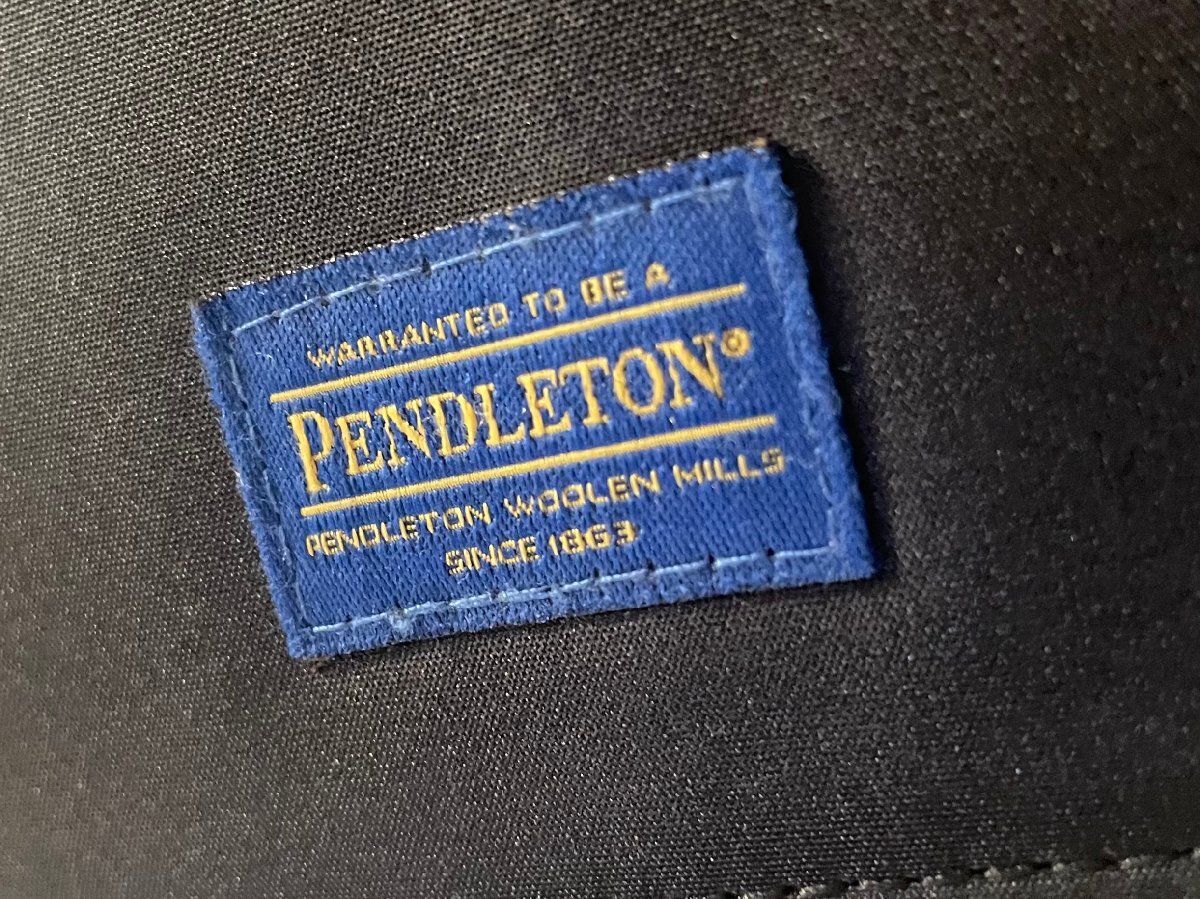 WARRANTED TO BE A
PENDLETON®
PENDLETON WOOLEN MILLS
SINCE 1863